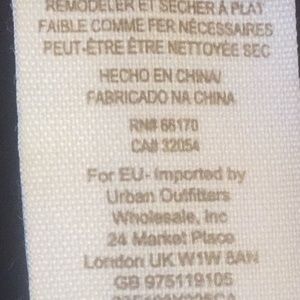 REMODELER ET SÉCHER À PLAT
FAIBLE COMME FER NÉCESSAIRES
PEUT-ÊTRE ÊTRE NETTOYÉE SEC
HECHO EN CHINA/
FABRICADO NA CHINA
RN# 66170
CA# 32054
For EU- Imported by
Urban Outfitters
Wholesale, Inc
24 Market Place
London UK W1W 8AN
GB 975119105